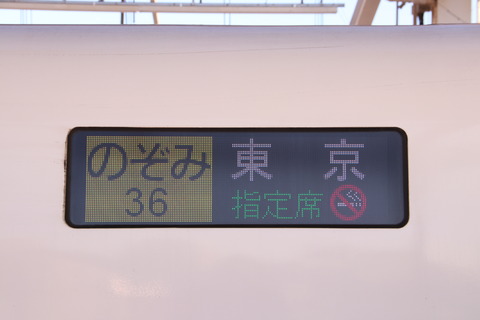 のぞみ 東京
36 指定席